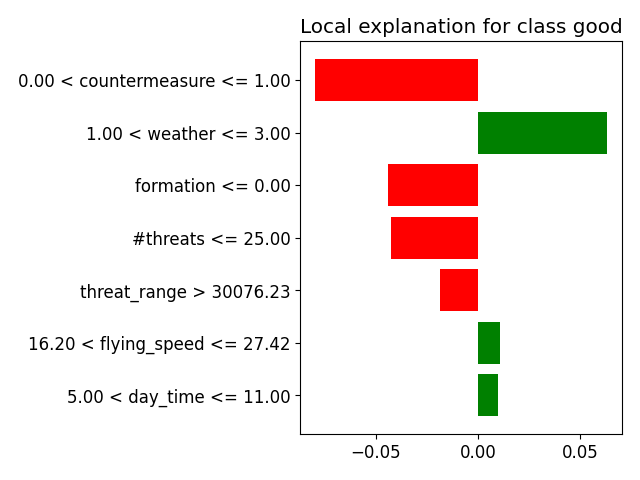 Local explanation for class good
0.00 < countermeasure <= 1.00
1.00 < weather <= 3.00
formation <= 0.00
#threats <= 25.00
threat_range > 30076.23
16.20 < flying_speed <= 27.42
5.00 < day_time <= 11.00
−0.05 0.00 0.05